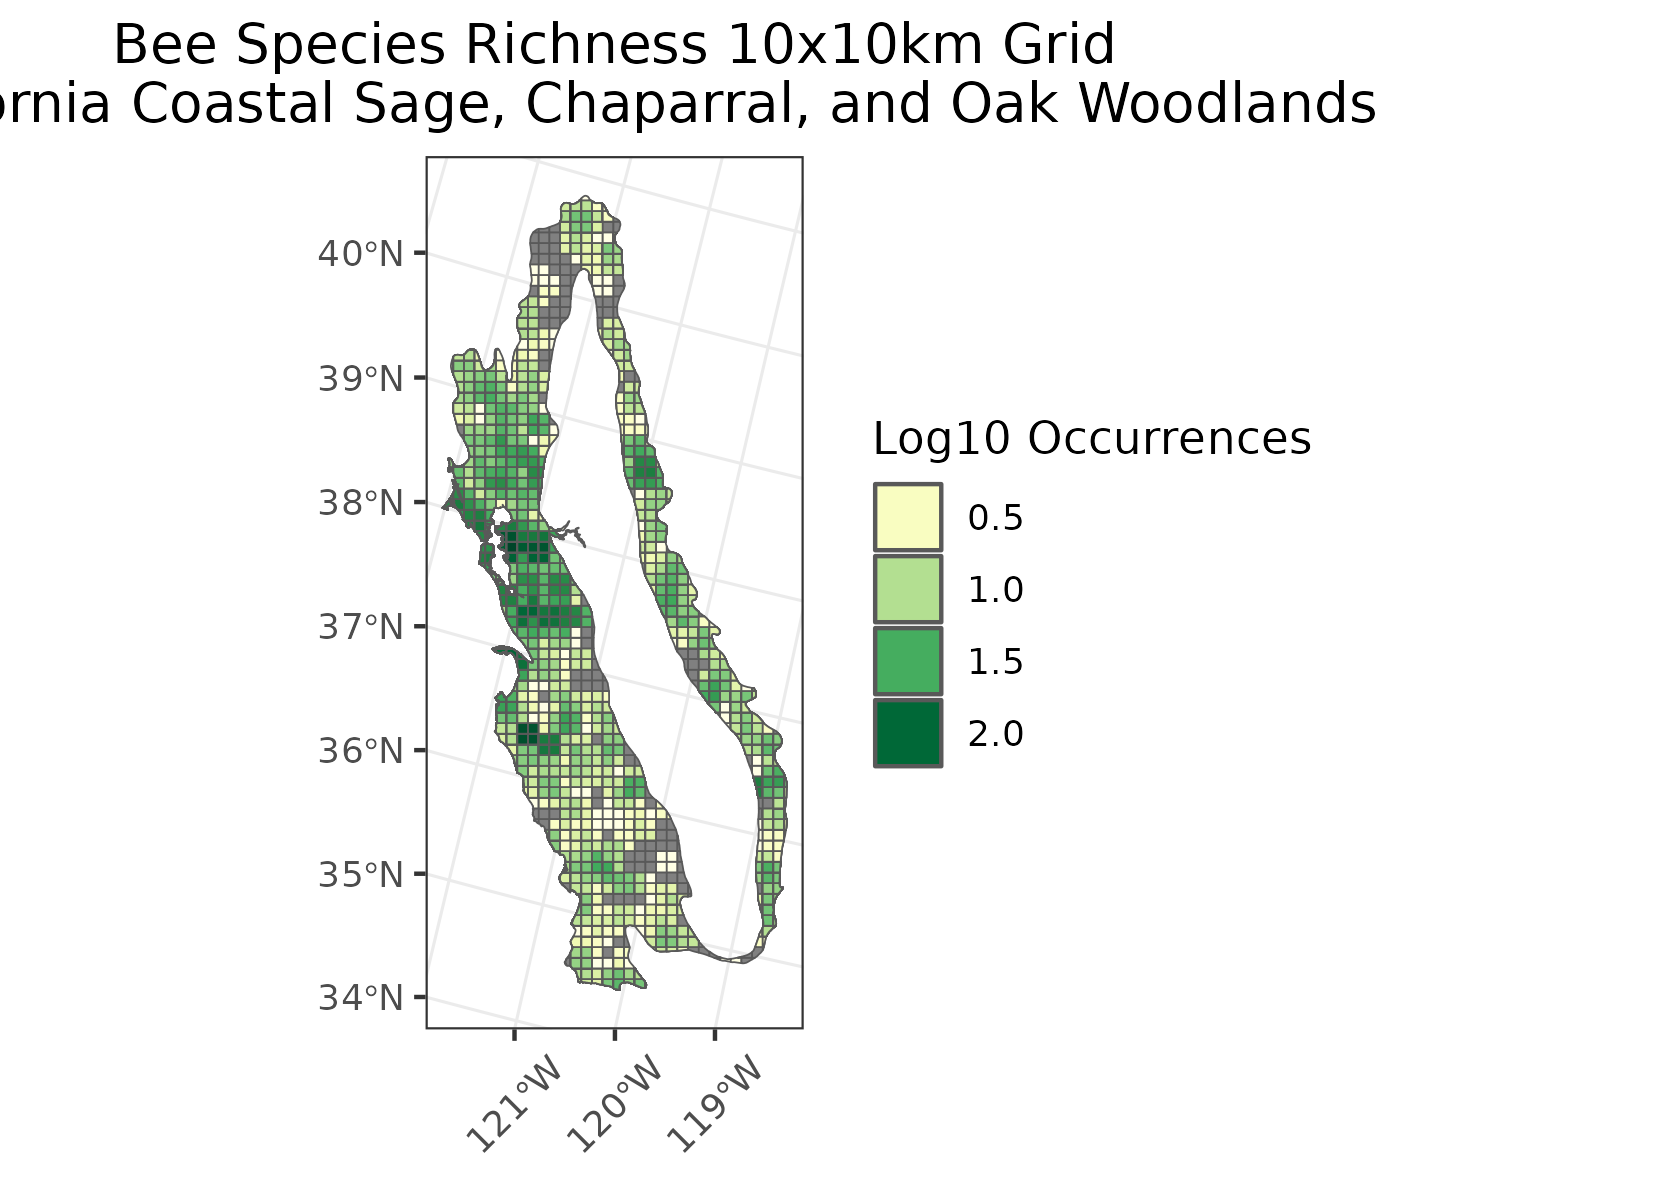 Bee Species Richness 10x10km Grid
ornia Coastal Sage, Chaparral, and Oak Woodlands
40°N
39°N
38°N
37°N
36°N
35°N
34°N
121°W
120°W
119°W
Log10 Occurrences
0.5
1.0
1.5
2.0